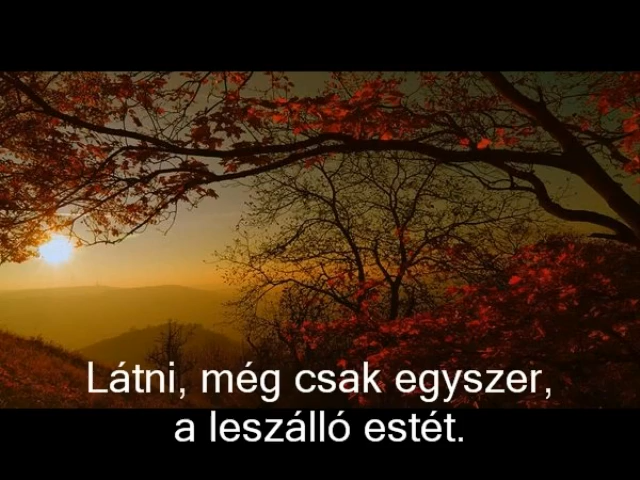 Látni, még csak egyszer,
a leszálló estét.